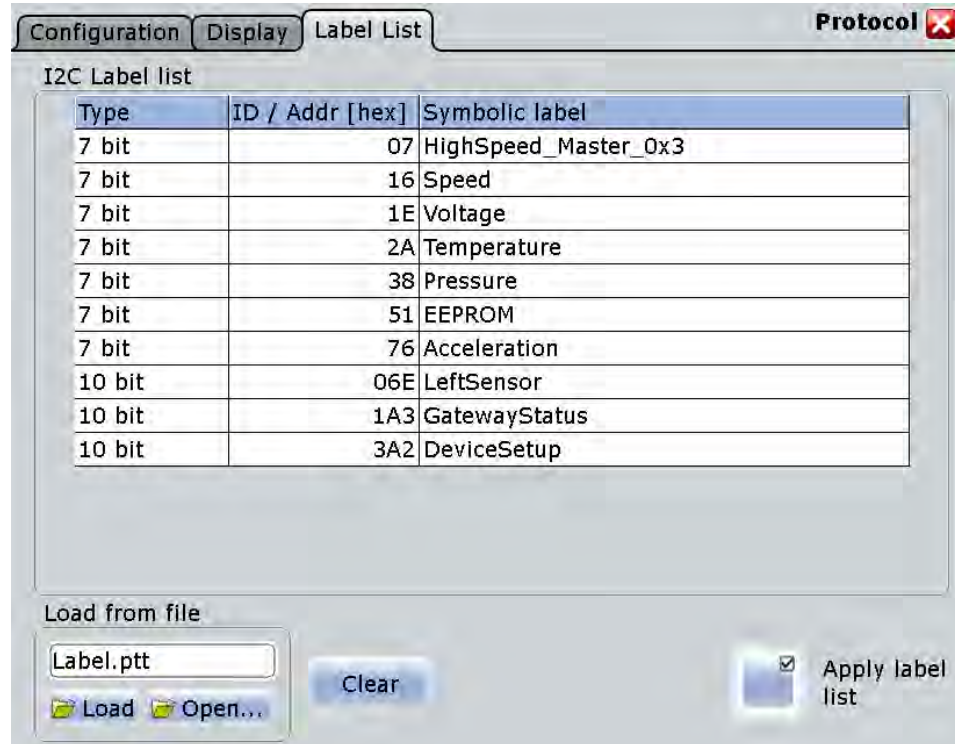 Configuration Display Label List Protocol
I2C Label list
Type ID / Addr [hex] Symbolic label
7 bit 07 HighSpeed_Master_0x3
7 bit 16 Speed
7 bit 1E Voltage
7 bit 2A Temperature
7 bit 38 Pressure
7 bit 51 EEPROM
7 bit 76 Acceleration
10 bit 06E LeftSensor
10 bit 1A3 GatewayStatus
10 bit 3A2 DeviceSetup
Load from file
Label.ptt
Load Open...
Clear
Apply label
list